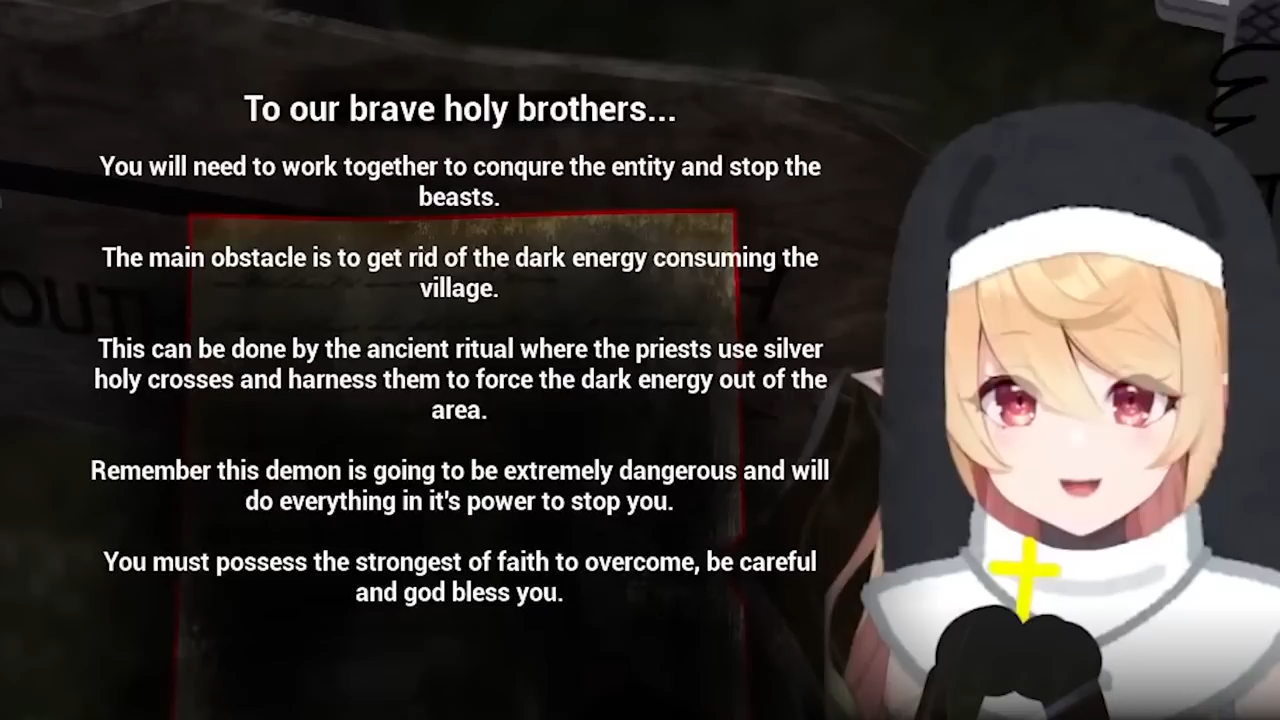 To our brave holy brothers...
You will need to work together to conqure the entity and stop the
beasts.
The main obstacle is to get rid of the dark energy consuming the
village.
This can be done by the ancient ritual where the priests use silver
holy crosses and harness them to force the dark energy out of the
area.
Remember this demon is going to be extremely dangerous and will
do everything in it's power to stop you.
You must possess the strongest of faith to overcome, be careful
and god bless you.